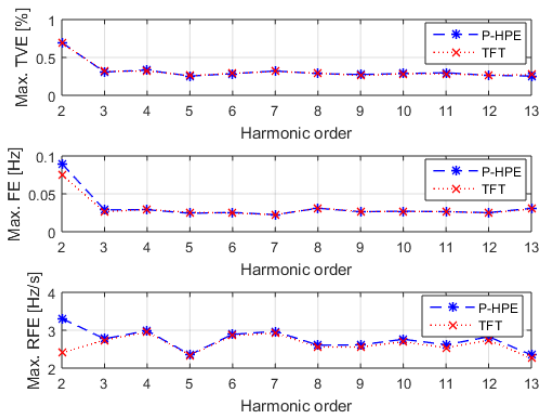 Max. TVE [%]
1
0.5
0
P-HPE
TFT
2 3 4 5 6 7 8 9 10 11 12 13
Harmonic order
Max. FE [Hz]
0.1
0.05
0
P-HPE
TFT
2 3 4 5 6 7 8 9 10 11 12 13
Harmonic order
Max. RFE [Hz/s]
4
3
2
P-HPE
TFT
2 3 4 5 6 7 8 9 10 11 12 13
Harmonic order